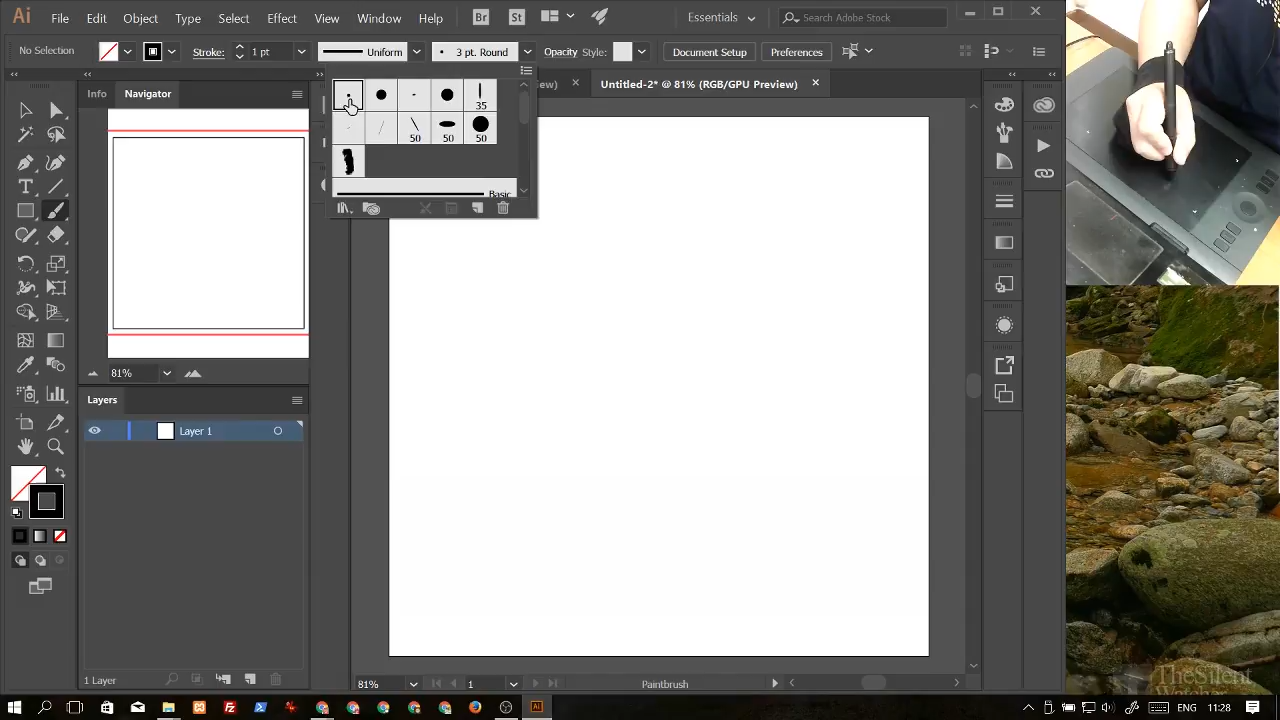 Ai File Edit Object Type Select Effect View Window Help Br St Essentials Search Adobe Stock
No Selection Stroke: 1 pt Uniform 3 pt. Round Opacity Style: Document Setup Preferences
Info Navigator Untitled-2* @ 81% (RGB/GPU Preview)
35
50 50 50
Basic
81%
Layers
Layer 1
1 Layer
81% 1 Paintbrush
TheSilent
Watcher
ENG 11:28